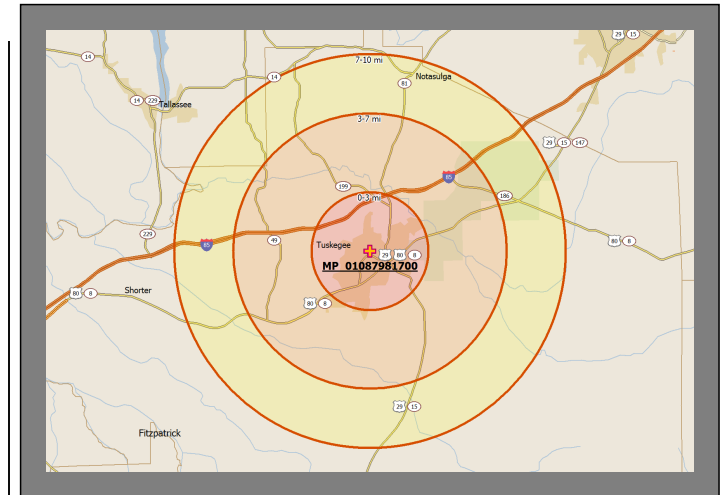 29 15
14
7-10 mi
14
Notasulga
81
14 229
Tallassee
3-7 mi
29 15 147
85
199
0-3 mi
186
229
49
Tuskegee
80 8
85
29 80 8
MP_01087981700
80 8
Shorter
80 8
29 15
Fitzpatrick